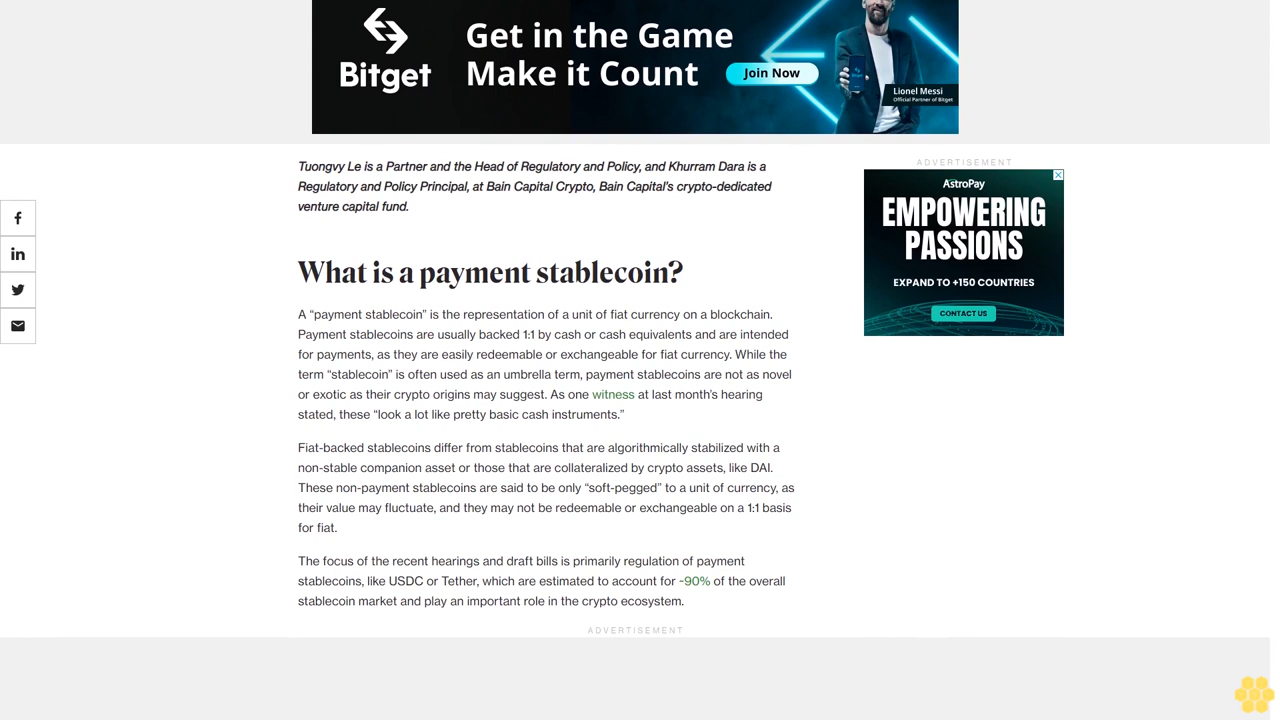 Bitget
Get in the Game
Make it Count
Join Now
Lionel Messi
Official Partner of Bitget
Tuongvy Le is a Partner and the Head of Regulatory and Policy, and Khurram Dara is a
Regulatory and Policy Principal, at Bain Capital Crypto, Bain Capital’s crypto-dedicated
venture capital fund.
ADVERTISEMENT
AstroPay
EMPOWERING
PASSIONS
EXPAND TO +150 COUNTRIES
CONTACT US
What is a payment stablecoin?
A “payment stablecoin” is the representation of a unit of fiat currency on a blockchain.
Payment stablecoins are usually backed 1:1 by cash or cash equivalents and are intended
for payments, as they are easily redeemable or exchangeable for fiat currency. While the
term “stablecoin” is often used as an umbrella term, payment stablecoins are not as novel
or exotic as their crypto origins may suggest. As one witness at last month’s hearing
stated, these “look a lot like pretty basic cash instruments.”
Fiat-backed stablecoins differ from stablecoins that are algorithmically stabilized with a
non-stable companion asset or those that are collateralized by crypto assets, like DAI.
These non-payment stablecoins are said to be only “soft-pegged” to a unit of currency, as
their value may fluctuate, and they may not be redeemable or exchangeable on a 1:1 basis
for fiat.
The focus of the recent hearings and draft bills is primarily regulation of payment
stablecoins, like USDC or Tether, which are estimated to account for ~90% of the overall
stablecoin market and play an important role in the crypto ecosystem.
ADVERTISEMENT